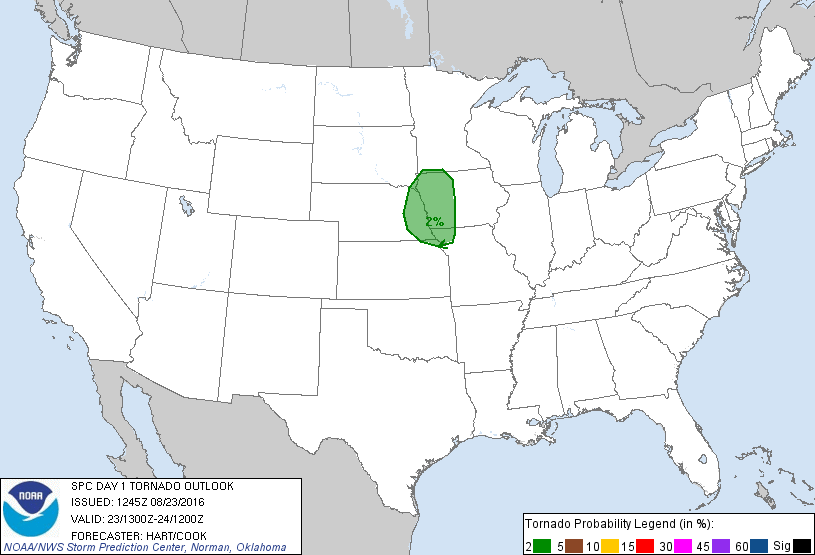 2%
NOAA
SPC DAY 1 TORNADO OUTLOOK
ISSUED: 1245Z 08/23/2016
VALID: 23/1300Z-24/1200Z
FORECASTER: HART/COOK
NOAA/NWS Storm Prediction Center, Norman, Oklahoma
Tornado Probability Legend (in %):
2 5 10 15 30 45 60 Sig